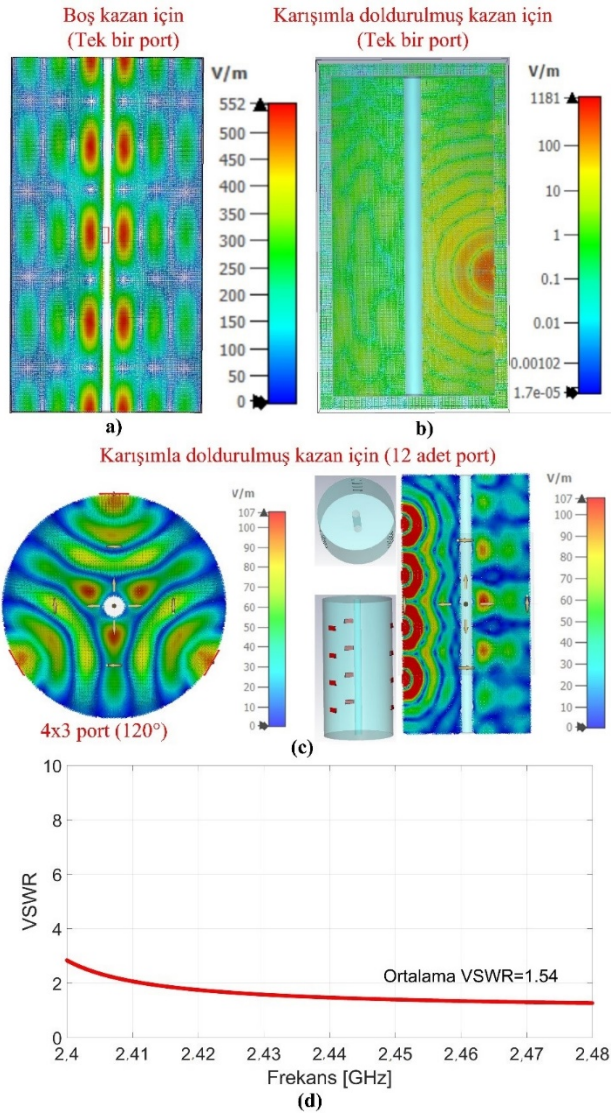 Boş kazan için
(Tek bir port)
Karışımla doldurulmuş kazan için
(Tek bir port)
V/m
552
500
450
400
350
300
250
200
150
100
50
0
a)
V/m
1181
100
10
1
0.1
0.01
0.00102
1.7e-05
b)
Karışımla doldurulmuş kazan için (12 adet port)
V/m
107
90
80
70
60
50
40
30
20
10
0
V/m
107
90
80
70
60
50
40
30
20
10
0
4x3 port (120°)
(c)
10
8
6
4
2
0
VSWR
Ortalama VSWR=1.54
2,4 2.41 2.42 2.43 2.44 2.45 2.46 2.47 2.48
Frekans [GHz]
(d)